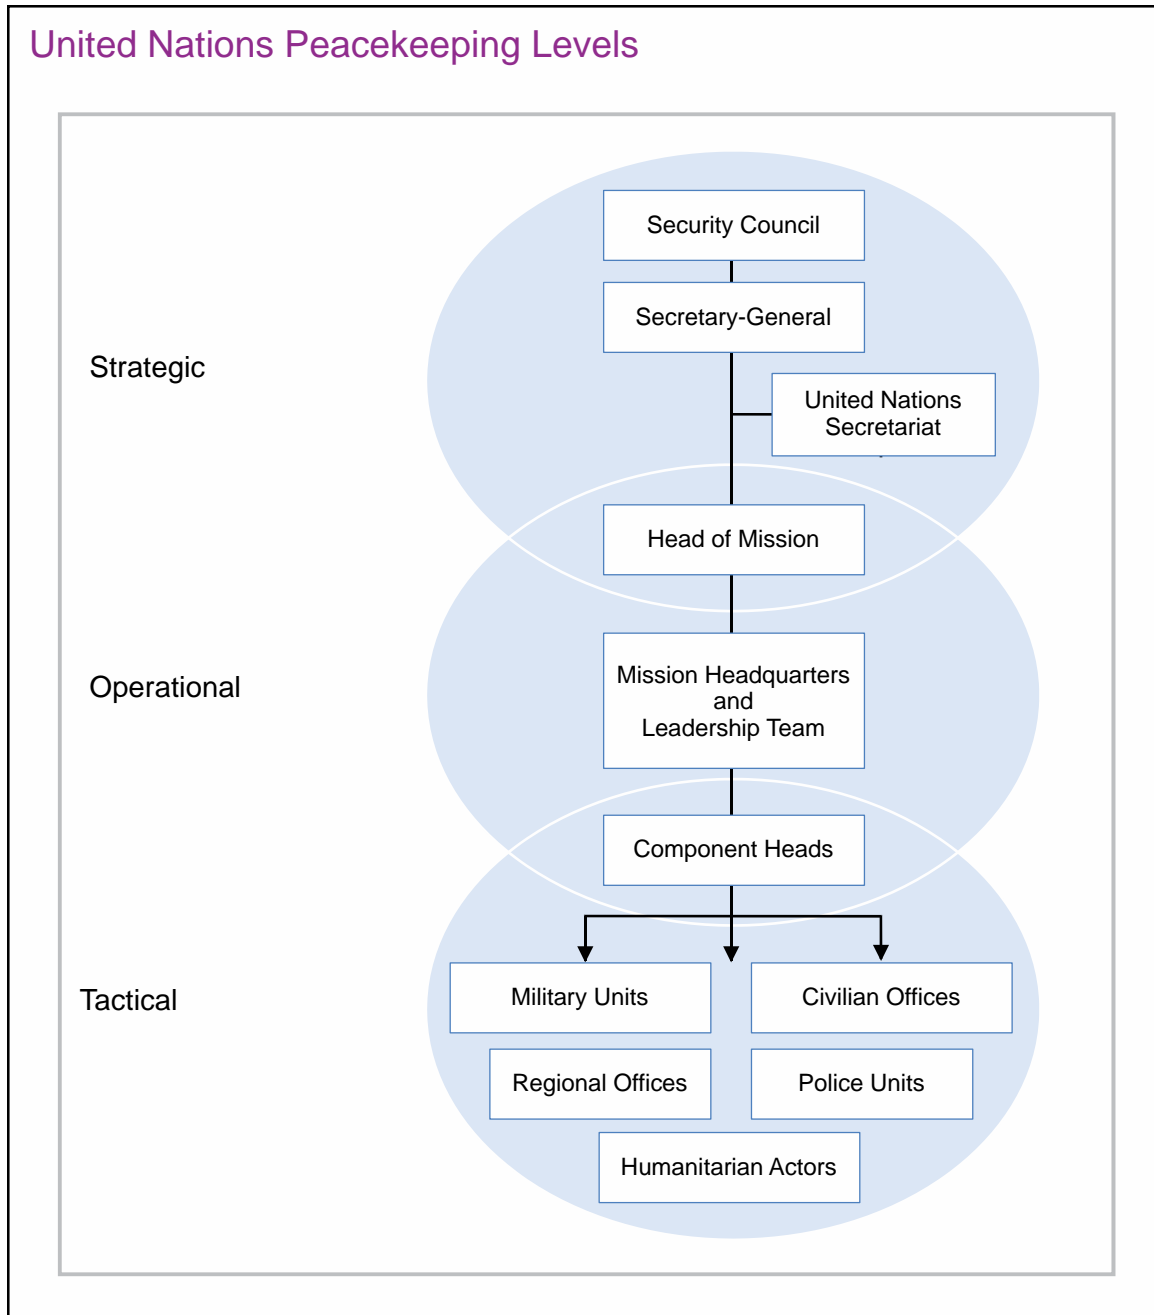 United Nations Peacekeeping Levels
Security Council
Secretary-General
Strategic
United Nations
Secretariat
Head of Mission
Operational
Mission Headquarters
and
Leadership Team
Component Heads
Tactical
Military Units
Civilian Offices
Regional Offices
Police Units
Humanitarian Actors